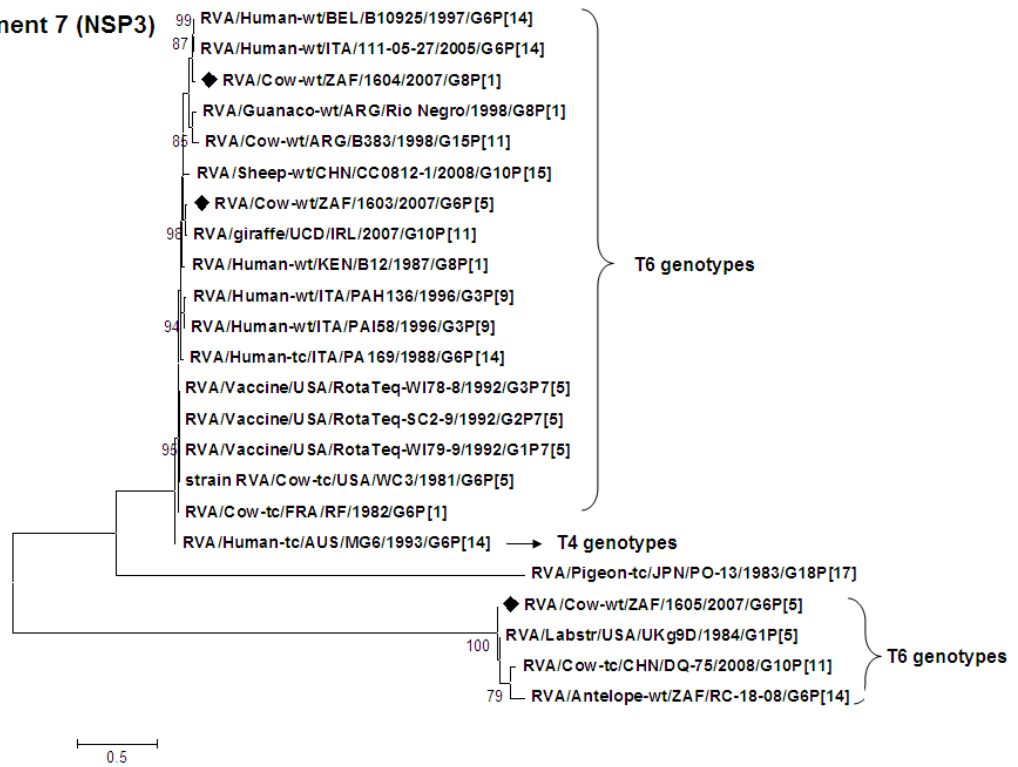 ment 7 (NSP3)
99
RVA/Human-wt/BEL/B10925/1997/G6P[14]
87
RVA/Human-wt/ITA/111-05-27/2005/G6P[14]
RVA/Cow-wt/ZAF/1604/2007/G8P[1]
RVA/Guanaco-wt/ARG/Rio Negro/1998/G8P[1]
85
RVA/Cow-wt/ARG/B383/1998/G15P[11]
RVA/Sheep-wt/CHN/CC0812-1/2008/G10P[15]
RVA/Cow-wt/ZAF/1603/2007/G6P[5]
98
RVA/giraffe/UCD/IRL/2007/G10P[11]
RVA/Human-wt/KEN/B12/1987/G8P[1]
T6 genotypes
RVA/Human-wt/ITA/PAH136/1996/G3P[9]
94
RVA/Human-wt/ITA/PAI58/1996/G3P[9]
RVA/Human-tc/ITA/PA169/1988/G6P[14]
RVA/Vaccine/USA/RotaTeq-WI78-8/1992/G3P7[5]
RVA/Vaccine/USA/RotaTeq-SC2-9/1992/G2P7[5]
95
RVA/Vaccine/USA/RotaTeq-WI79-9/1992/G1P7[5]
strain RVA/Cow-tc/USA/WC3/1981/G6P[5]
RVA/Cow-tc/FRA/RF/1982/G6P[1]
RVA/Human-tc/AUS/MG6/1993/G6P[14]
T4 genotypes
RVA/Pigeon-tc/JPN/PO-13/1983/G18P[17]
RVA/Cow-wt/ZAF/1605/2007/G6P[5]
100
RVA/Labstr/USA/UKg9D/1984/G1P[5]
T6 genotypes
RVA/Cow-tc/CHN/DQ-75/2008/G10P[11]
79
RVA/Antelope-wt/ZAF/RC-18-08/G6P[14]
0.5